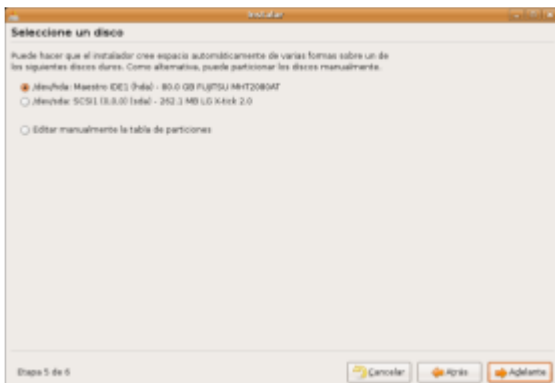 Instalar
Seleccione un disco
Puede hacer que el instalador cree espacio automáticamente de varias formas sobre un de
los siguientes discos duros. Como alternativa, puede particionar los discos manualmente.
/dev/hda: Maestro IDE1 (hda) - 80.0 GB FUJITSU MHT2080AT
/dev/sda: SCSI1 (0,0,0) (sda) - 262.1 MB LG Xtick 2.0
Editar manualmente la tabla de particiones
Etapa 5 de 6
Cancelar
Atrás
Adelante